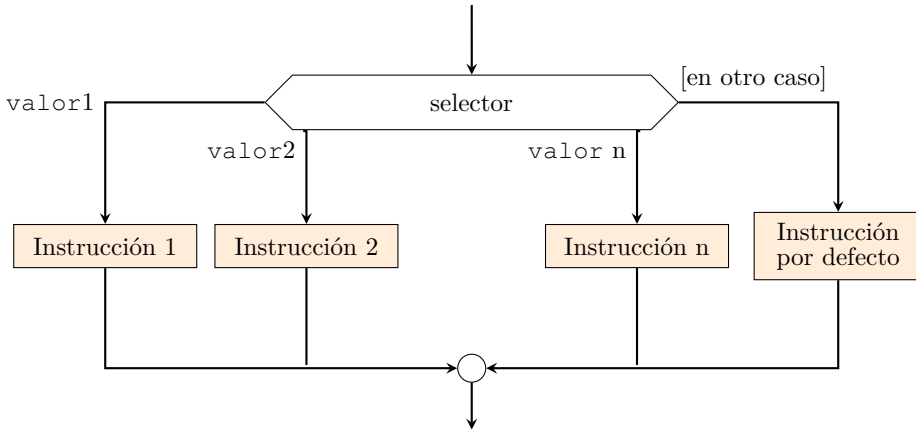 [en otro caso]
valor1
selector
valor2
valor n
Instrucción 1
Instrucción 2
Instrucción n
Instrucción
por defecto